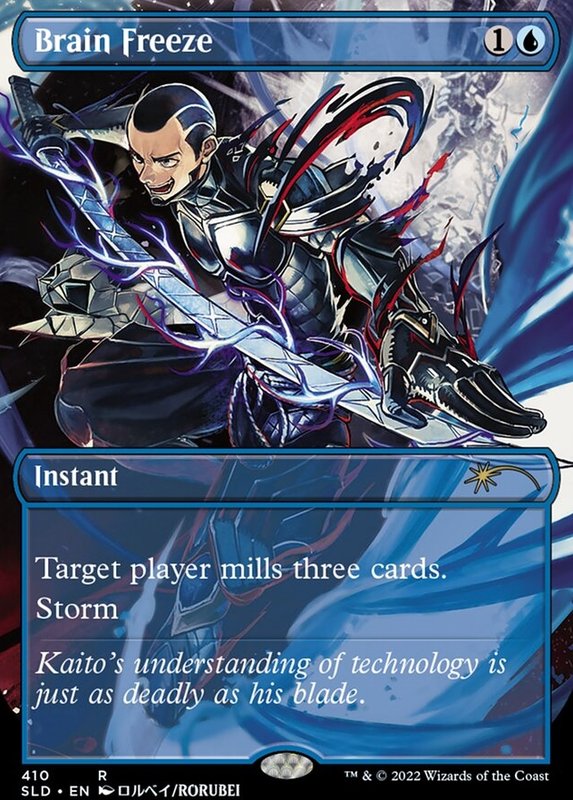 Brain Freeze 1
Instant
Target player mills three cards.
Storm
Kaito's understanding of technology is
just as deadly as his blade.
410 R
SLD • EN ロルベイ/RORUBEI
™ & © 2022 Wizards of the Coast